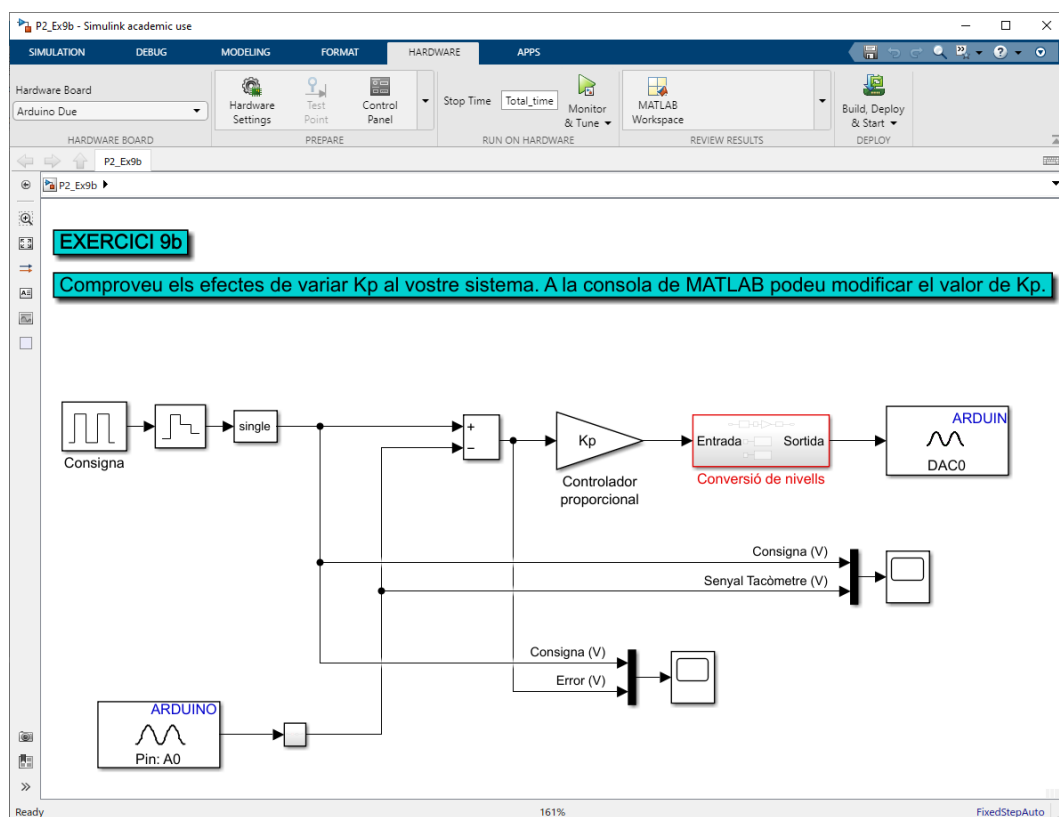 P2_Ex9b - Simulink academic use
SIMULATION DEBUG MODELING FORMAT HARDWARE APPS
Hardware Board
Arduino Due
Hardware Settings
Test Point
Control Panel
Stop Time Total_time
Monitor & Tune
MATLAB Workspace
Build, Deploy & Start
HARDWARE BOARD PREPARE RUN ON HARDWARE REVIEW RESULTS DEPLOY
P2_Ex9b
P2_Ex9b
EXERCICI 9b
Comproveu els efectes de variar Kp al vostre sistema. A la consola de MATLAB podeu modificar el valor de Kp.
Consigna
single
+
−
Kp
Controlador
proporcional
Entrada Sortida
Conversió de nivells
ARDUIN
DAC0
Consigna (V)
Senyal Tacòmetre (V)
Consigna (V)
Error (V)
ARDUINO
Pin: A0
Ready 161% FixedStepAuto